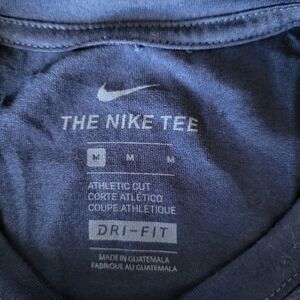 THE NIKE TEE
M M M
ATHLETIC CUT
CORTE ATLÉTICO
COUPE ATHLÉTIQUE
DRI-FIT
MADE IN GUATEMALA
FABRIQUÉ AU GUATEMALA